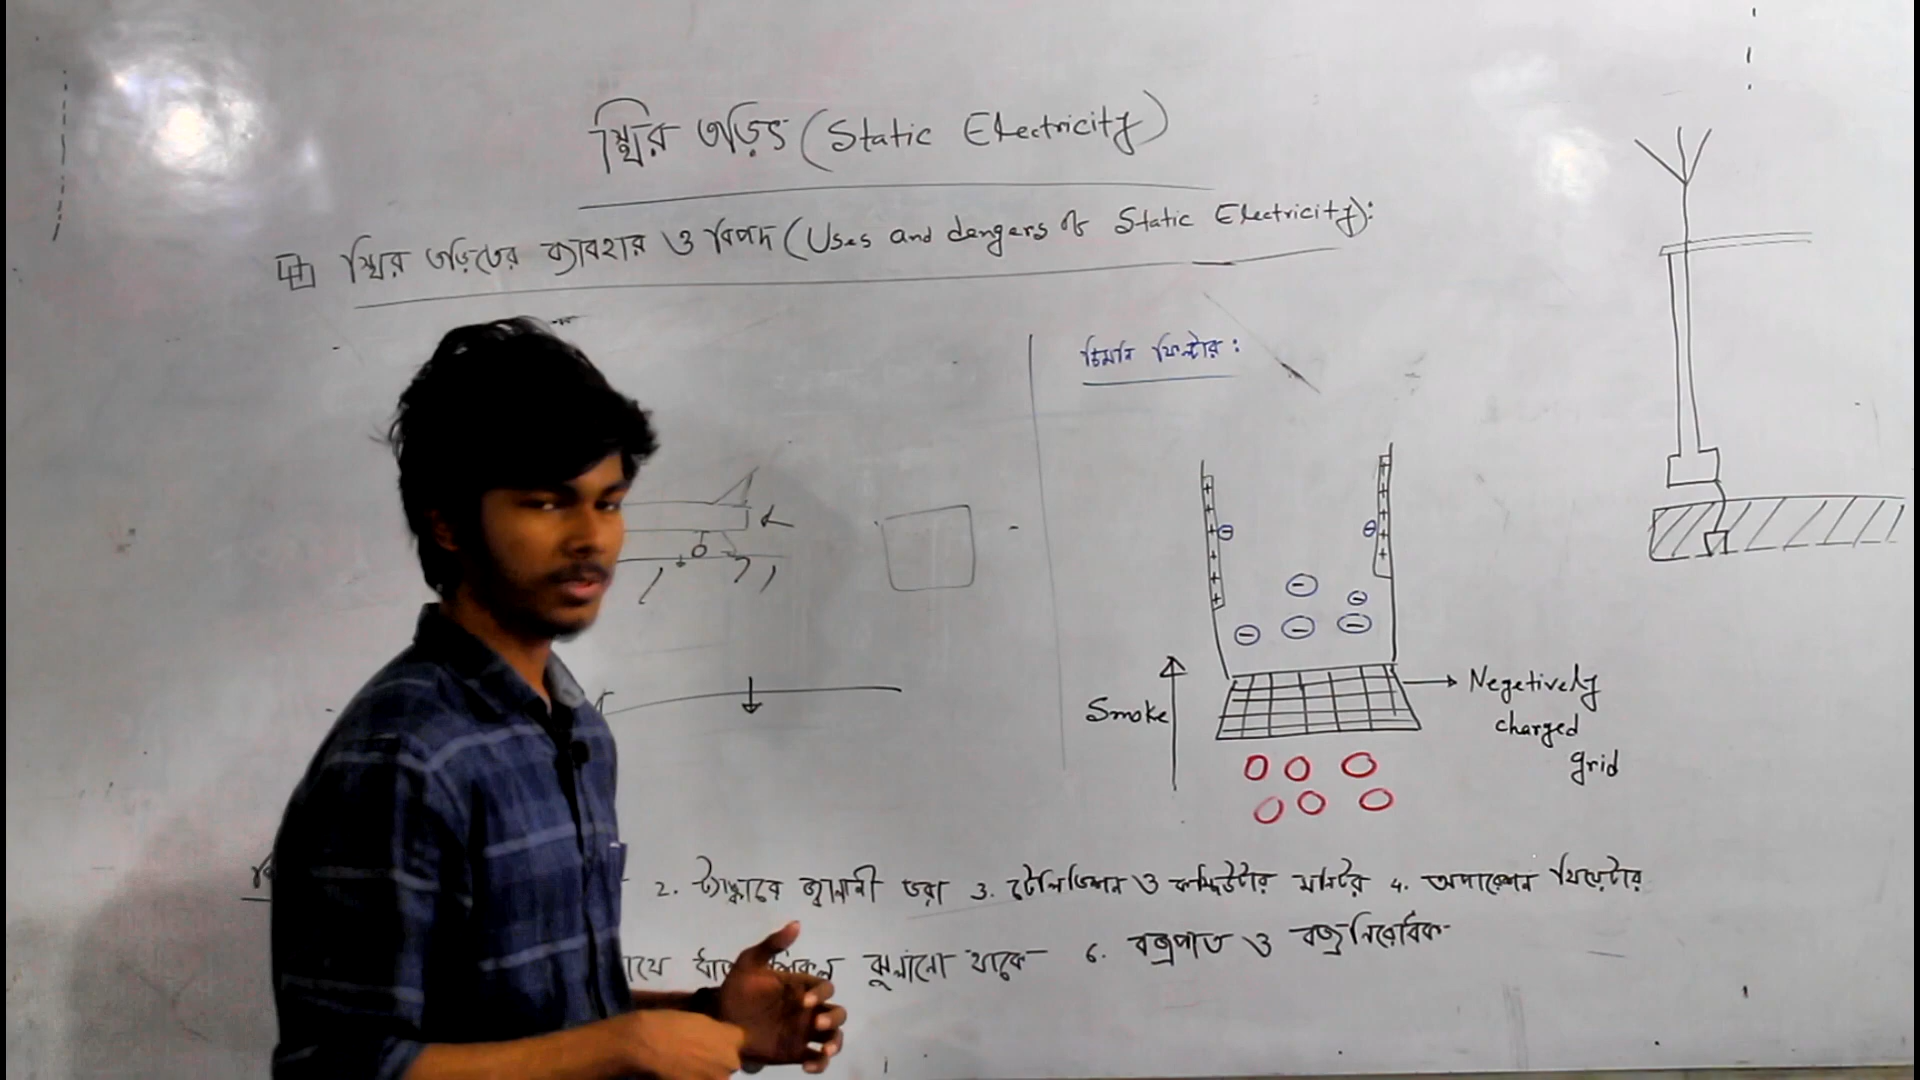 স্থির তড়িৎ (Static Electricity)
স্থির তড়িতের ব্যবহার ও বিপদ (Uses and dengers of Static Electricity):
চিমনি ফিল্টার:
Smoke
Negetively
charged
grid
2. ট্যাঙ্কারে জ্বালানী ভরা 3. টেলিভিশন ও কম্পিউটার মনিটর 4. অপারেশন থিয়েটার
ঝুলানো থাকে 6. বজ্রপাত ও বজ্রনিরোধক